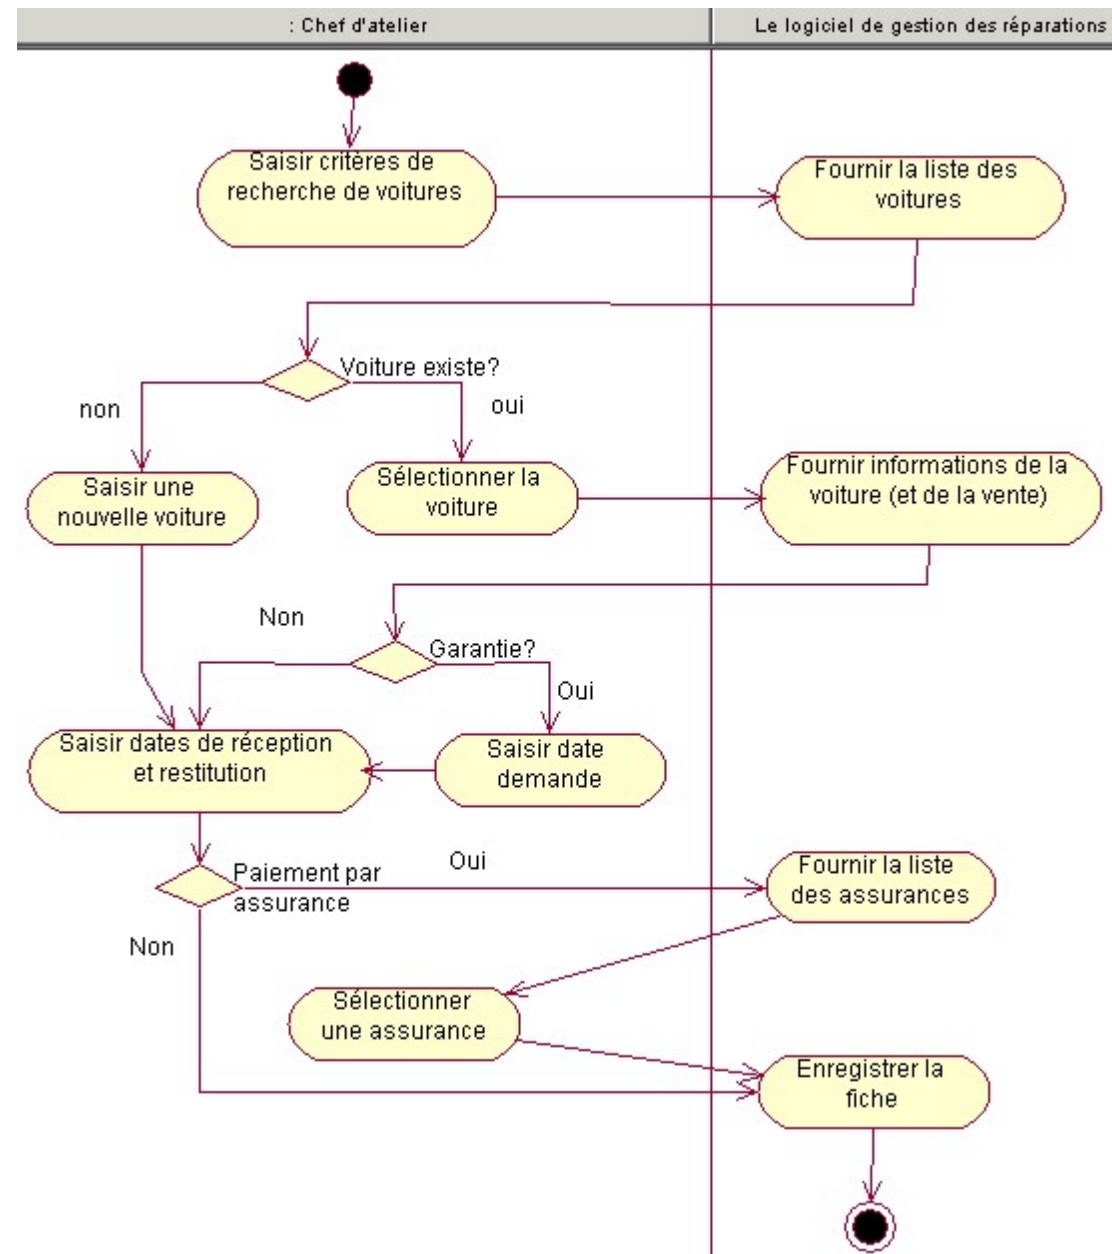 : Chef d'atelier
Le logiciel de gestion des réparations
Saisir critères de
recherche de voitures
Fournir la liste des
voitures
Voiture existe?
non
oui
Saisir une
nouvelle voiture
Sélectionner la
voiture
Fournir informations de la
voiture (et de la vente)
Non
Garantie?
Oui
Saisir dates de réception
et restitution
Saisir date
demande
Paiement par
assurance
Oui
Fournir la liste
des assurances
Non
Sélectionner
une assurance
Enregistrer la
fiche